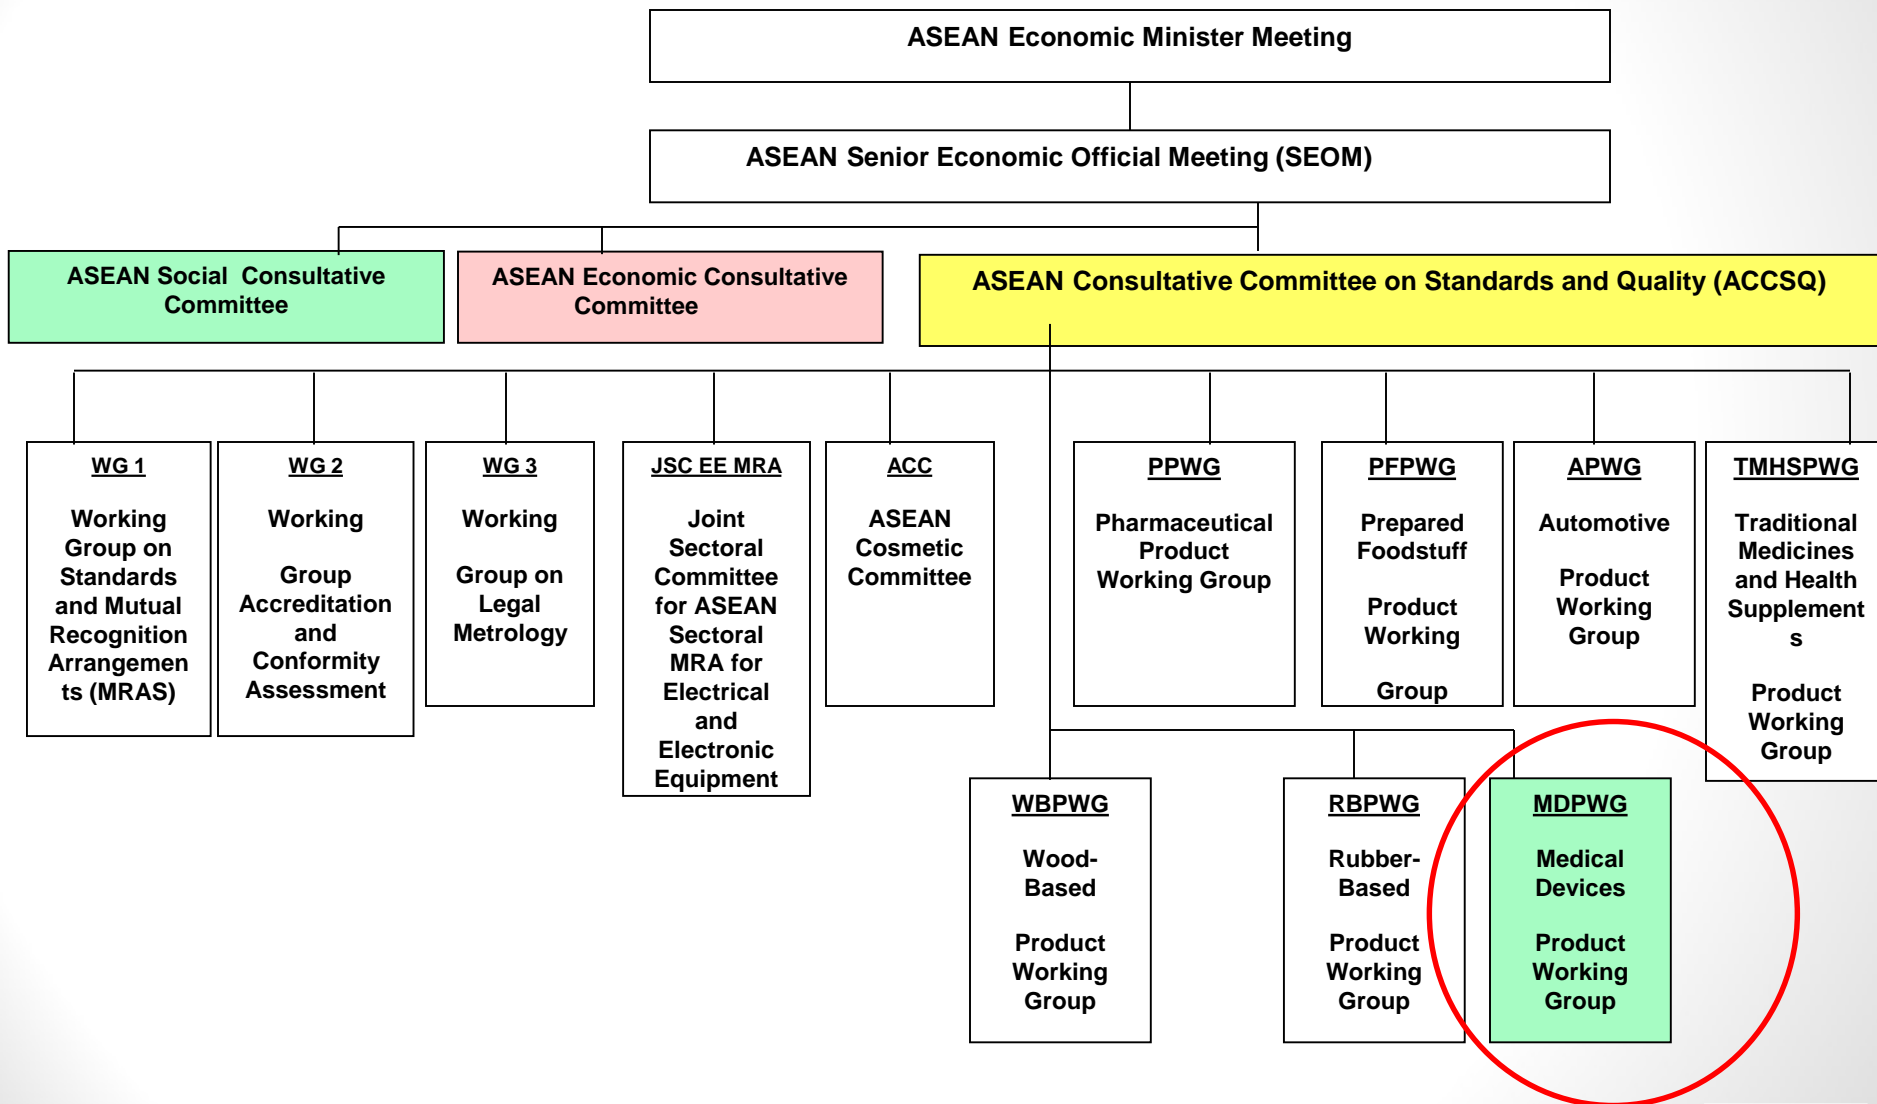 ASEAN Economic Minister Meeting
ASEAN Senior Economic Official Meeting (SEOM)
ASEAN Social Consultative
Committee
ASEAN Economic Consultative
Committee
ASEAN Consultative Committee on Standards and Quality (ACCSQ)
WG 1
Working
Group on
Standards
and Mutual
Recognition
Arrangemen
ts (MRAS)
WG 2
Working
Group
Accreditation
and
Conformity
Assessment
WG 3
Working
Group on
Legal
Metrology
JSC EE MRA
Joint
Sectoral
Committee
for ASEAN
Sectoral
MRA for
Electrical
and
Electronic
Equipment
ACC
ASEAN
Cosmetic
Committee
PPWG
Pharmaceutical
Product
Working Group
PFPWG
Prepared
Foodstuff
Product
Working
Group
APWG
Automotive
Product
Working
Group
TMHSPWG
Traditional
Medicines
and Health
Supplement
s
Product
Working
Group
WBPWG
Wood-
Based
Product
Working
Group
RBPWG
Rubber-
Based
Product
Working
Group
MDPWG
Medical
Devices
Product
Working
Group